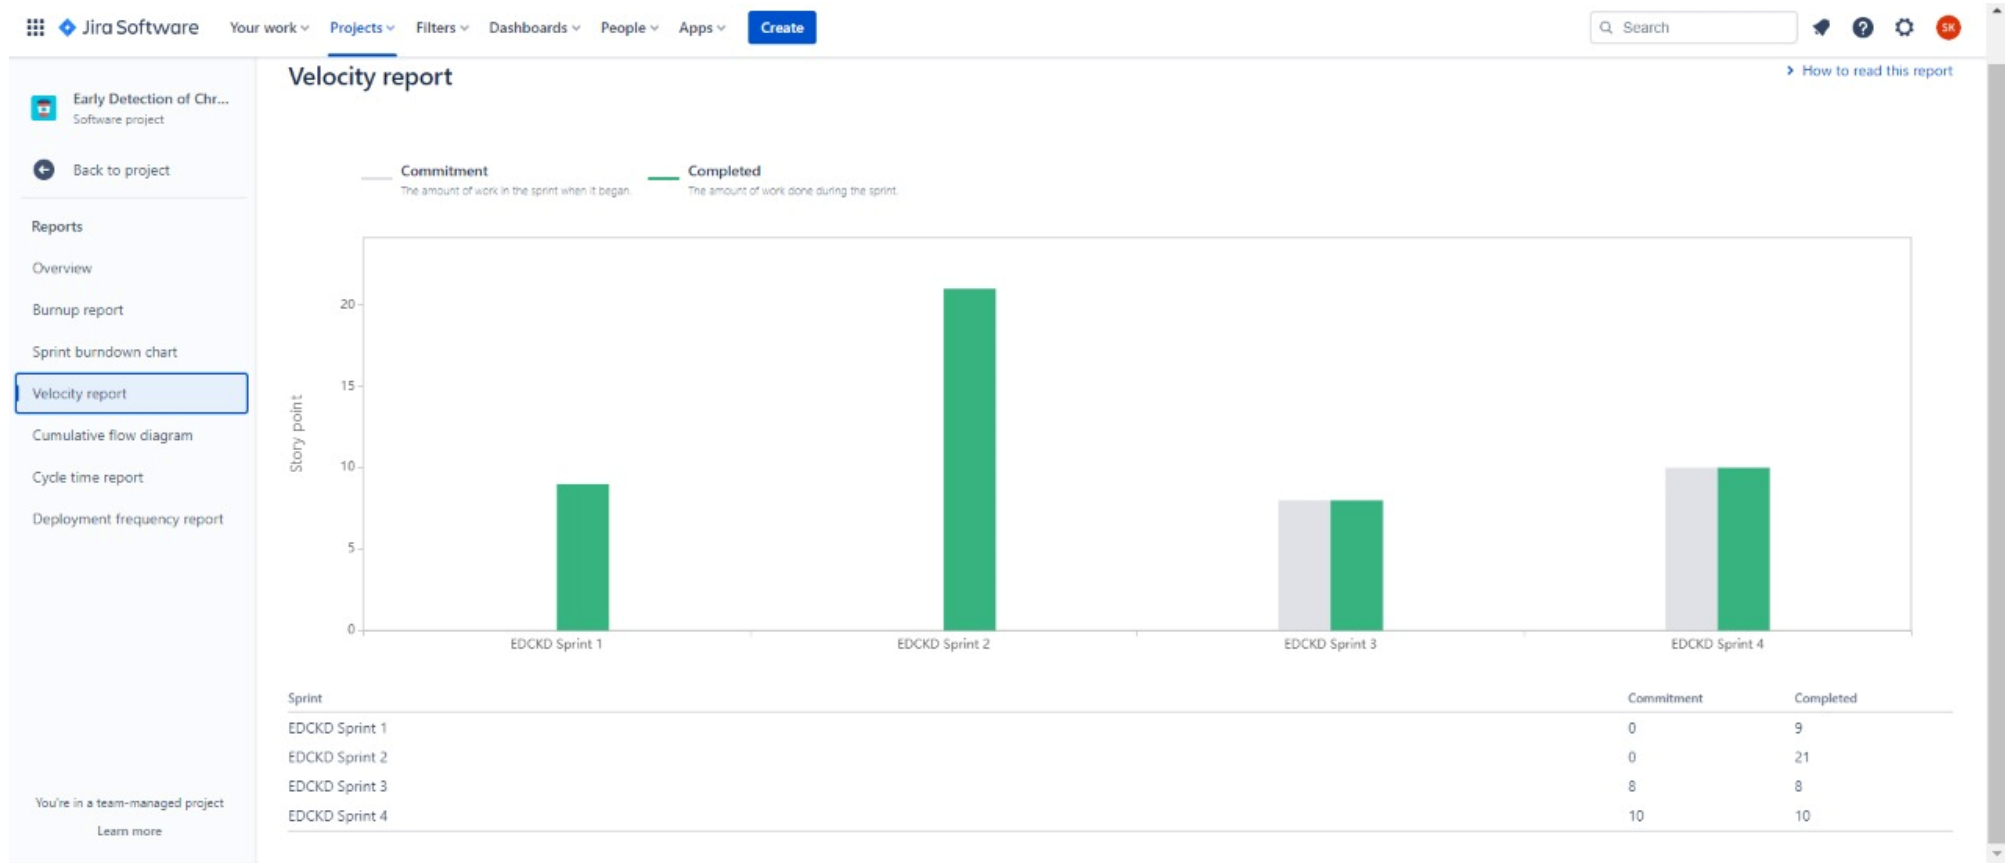 Jira Software Your work Projects Filters Dashboards People Apps Create Search SK
Velocity report
How to read this report
Early Detection of Chr...
Software project
Back to project
Reports
Overview
Burnup report
Sprint burndown chart
Velocity report
Cumulative flow diagram
Cycle time report
Deployment frequency report
You're in a team-managed project
Learn more
Commitment
The amount of work in the sprint when it began.
Completed
The amount of work done during the sprint.
Story point
20
15
10
5
0
EDCKD Sprint 1 EDCKD Sprint 2 EDCKD Sprint 3 EDCKD Sprint 4
Sprint Commitment Completed
EDCKD Sprint 1 0 9
EDCKD Sprint 2 0 21
EDCKD Sprint 3 8 8
EDCKD Sprint 4 10 10